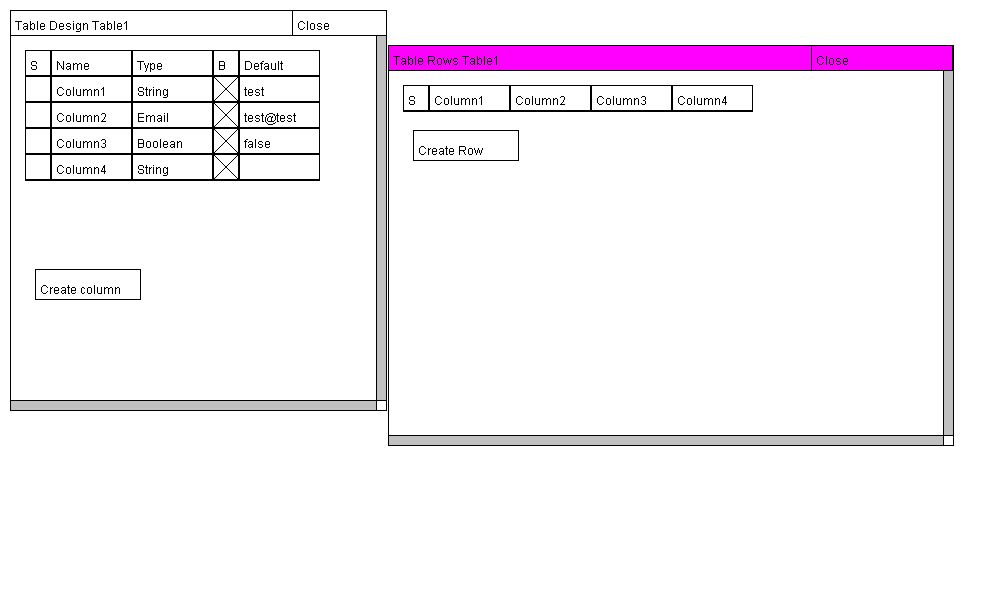 Table Design Table1 Close
S Name Type B Default
Column1 String test
Column2 Email test@test
Column3 Boolean false
Column4 String
Create column
Table Rows Table1 Close
S Column1 Column2 Column3 Column4
Create Row